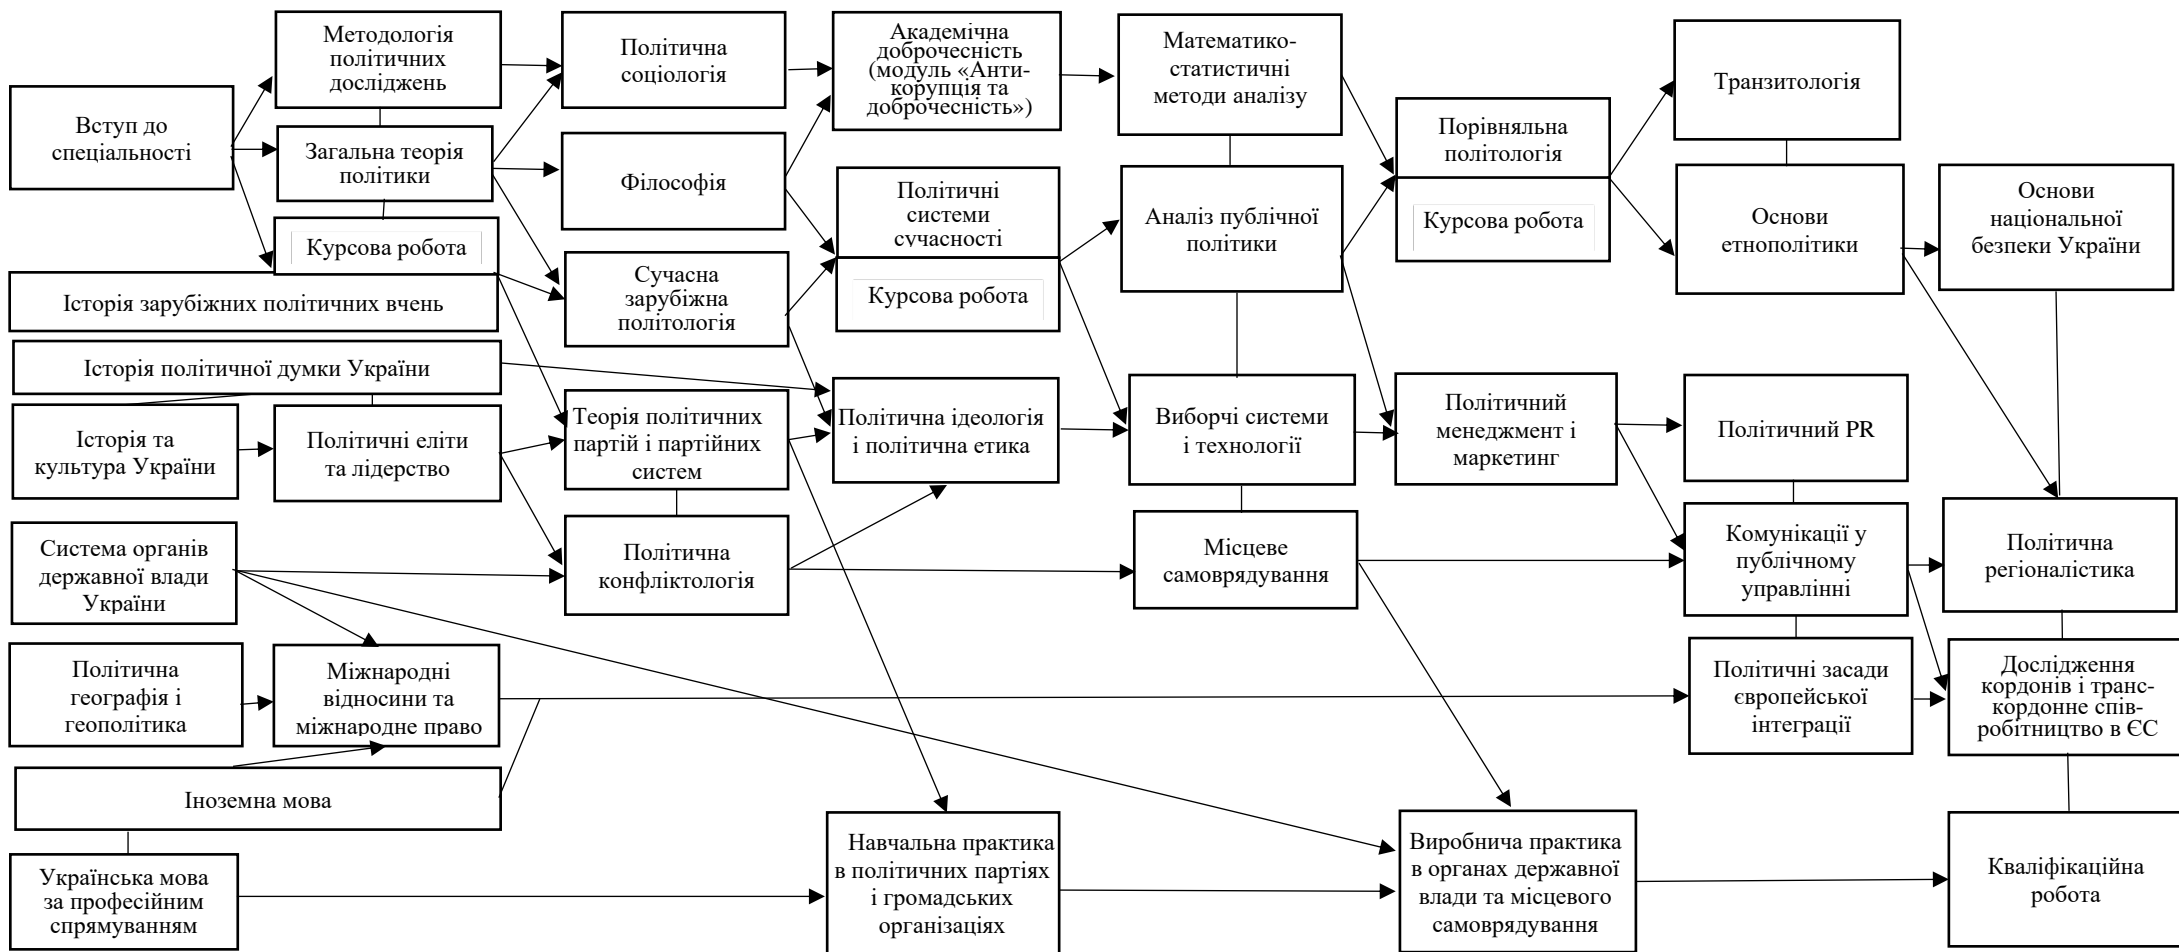 Вступ до
спеціальності
Методологія
політичних
досліджень
Загальна теорія
політики
Курсова робота
Історія зарубіжних політичних вчень
Історія політичної думки України
Історія та
культура України
Політичні еліти
та лідерство
Система органів
державної влади
України
Політична
географія і
геополітика
Міжнародні
відносини та
міжнародне право
Іноземна мова
Українська мова
за професійним
спрямуванням
Політична
соціологія
Філософія
Сучасна
зарубіжна
політологія
Теорія політичних
партій і партійних
систем
Політична
конфліктологія
Академічна
доброчесність
(модуль «Анти-
корупція та
доброчесність»)
Політичні
системи
сучасності
Курсова робота
Політична ідеологія
і політична етика
Навчальна практика
в політичних партіях
і громадських
організаціях
Математико-
статистичні
методи аналізу
Аналіз публічної
політики
Виборчі системи
і технології
Місцеве
самоврядування
Порівняльна
політологія
Курсова робота
Політичний
менеджмент і
маркетинг
Виробнича практика
в органах державної
влади та місцевого
самоврядування
Транзитологія
Основи
етнополітики
Політичний PR
Комунікації у
публічному
управлінні
Політичні засади
європейської
інтеграції
Основи
національної
безпеки України
Політична
регіоналістика
Дослідження
кордонів і транс-
кордонне спів-
робітництво в ЄС
Кваліфікаційна
робота